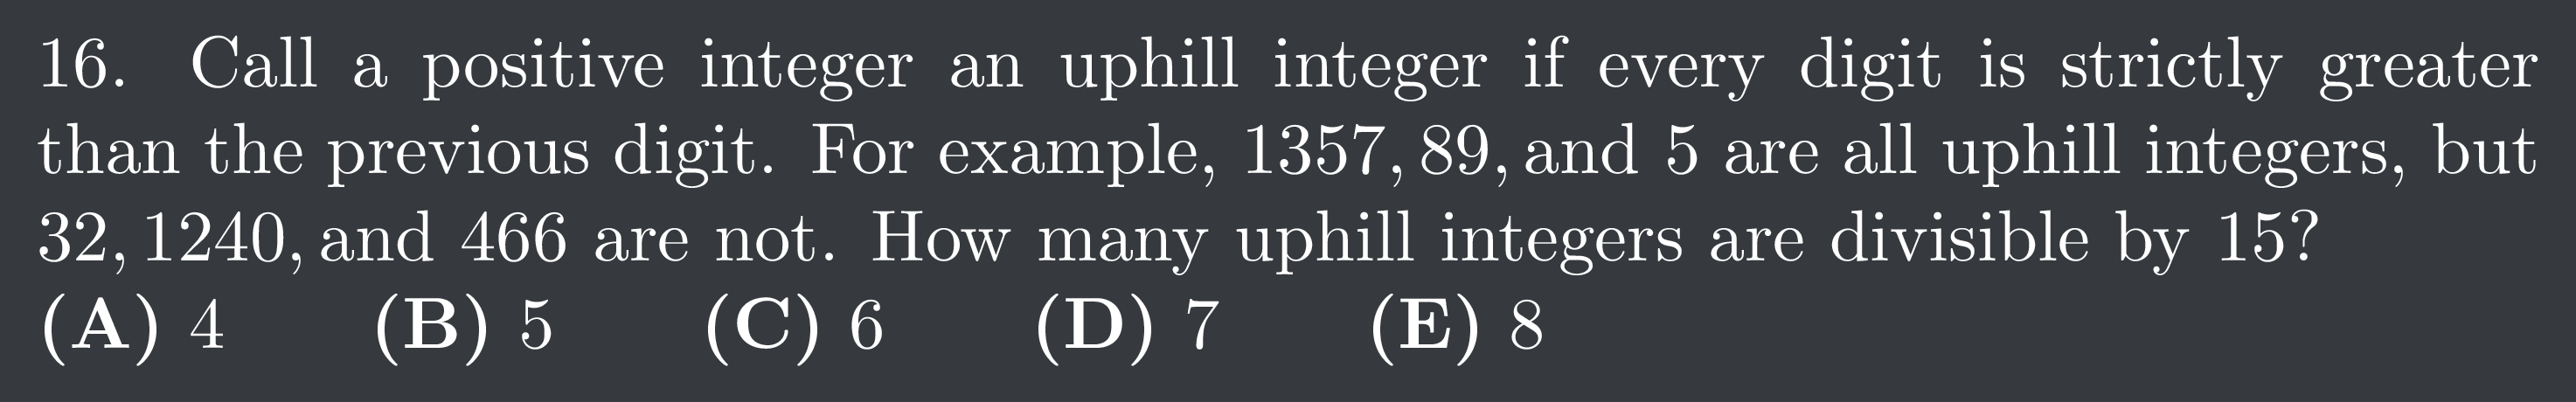 16. Call a positive integer an uphill integer if every digit is strictly greater
than the previous digit. For example, 1357, 89, and 5 are all uphill integers, but
32, 1240, and 466 are not. How many uphill integers are divisible by 15?
(A) 4 (B) 5 (C) 6 (D) 7 (E) 8